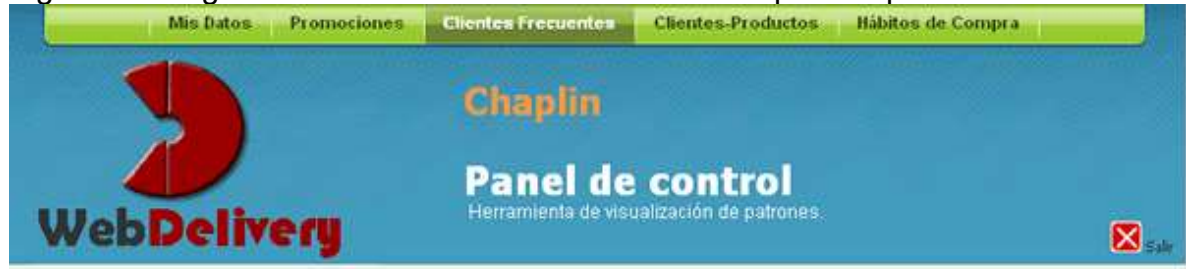 Mis Datos Promociones Clientes Frecuentes Clientes-Productos Hábitos de Compra
Chaplin
Panel de control
Herramienta de visualización de patrones.
WebDelivery
Salir